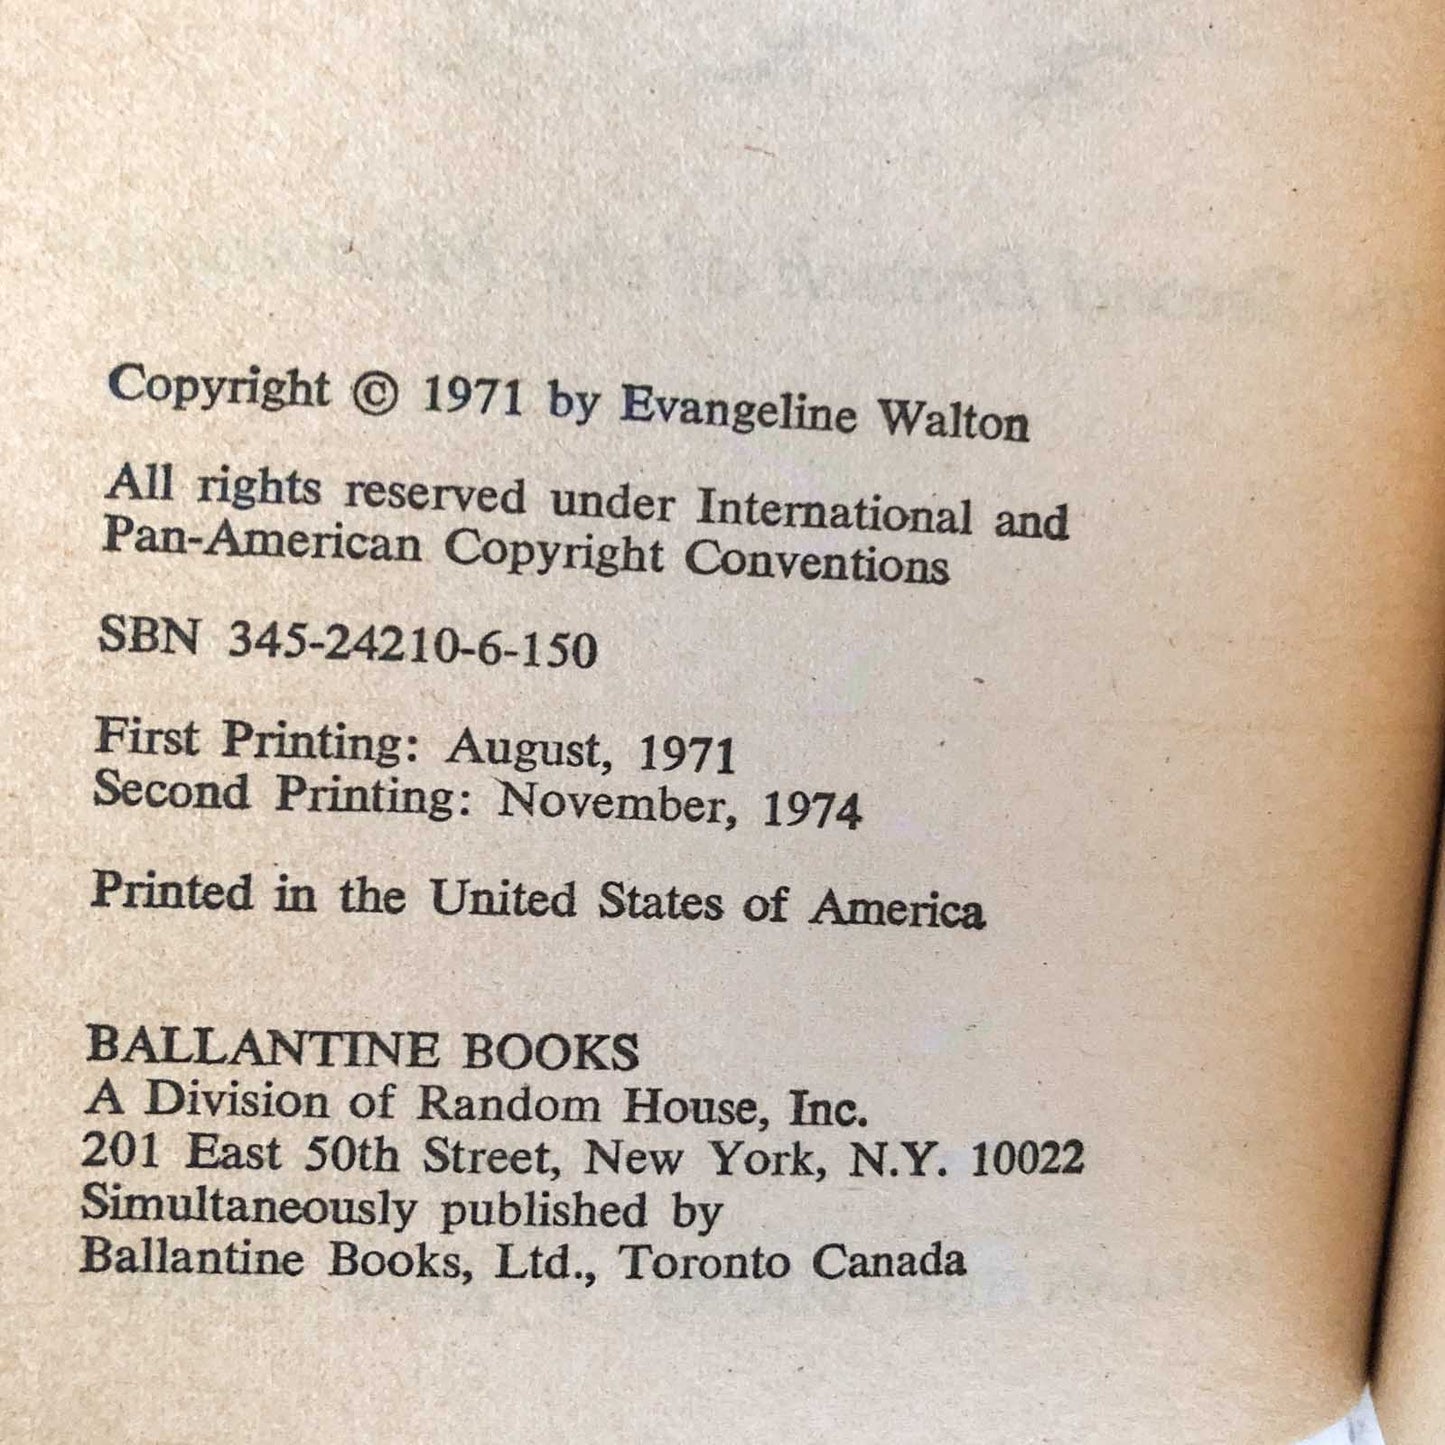 Copyright © 1971 by Evangeline Walton
All rights reserved under International and
Pan-American Copyright Conventions
SBN 345-24210-6-150
First Printing: August, 1971
Second Printing: November, 1974
Printed in the United States of America
BALLANTINE BOOKS
A Division of Random House, Inc.
201 East 50th Street, New York, N.Y. 10022
Simultaneously published by
Ballantine Books, Ltd., Toronto Canada